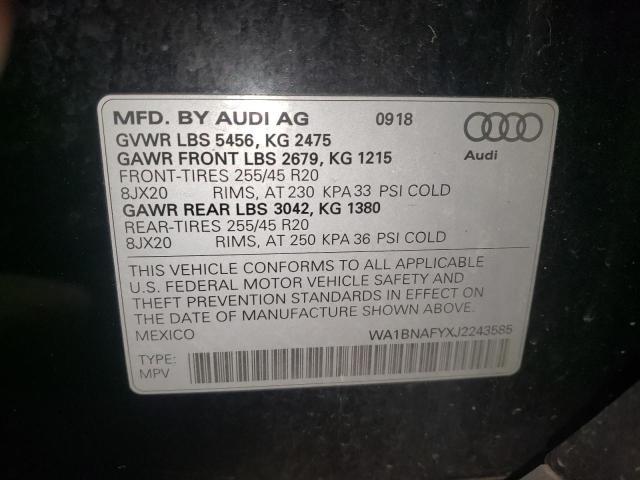 MFD. BY AUDI AG 0918
GVWR LBS 5456, KG 2475
GAWR FRONT LBS 2679, KG 1215
Audi
FRONT-TIRES 255/45 R20
8JX20 RIMS, AT 230 KPA 33 PSI COLD
GAWR REAR LBS 3042, KG 1380
REAR-TIRES 255/45 R20
8JX20 RIMS, AT 250 KPA 36 PSI COLD
THIS VEHICLE CONFORMS TO ALL APPLICABLE
U.S. FEDERAL MOTOR VEHICLE SAFETY AND
THEFT PREVENTION STANDARDS IN EFFECT ON
THE DATE OF MANUFACTURE SHOWN ABOVE.
MEXICO WA1BNAFYXJ2243585
TYPE:
MPV